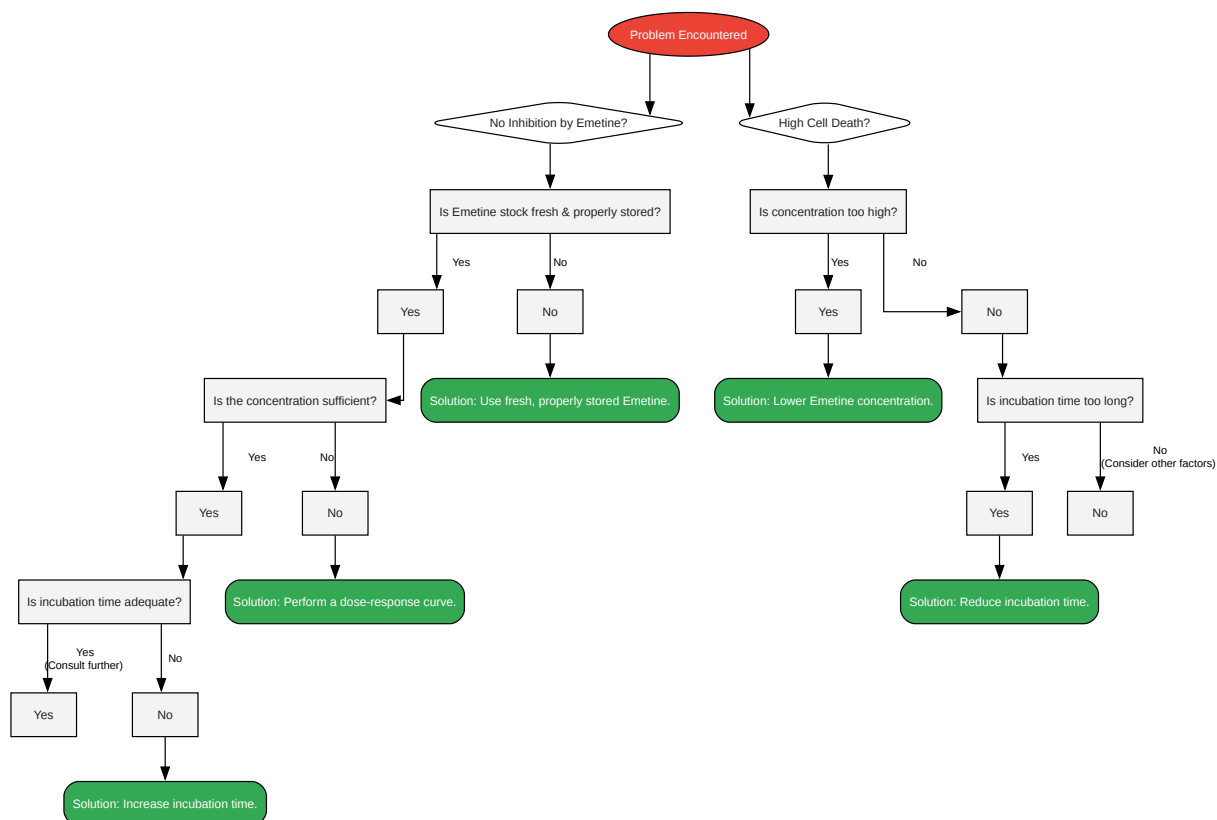 Problem Encountered
No Inhibition by Emetine?
High Cell Death?
Is Emetine stock fresh & properly stored?
Is concentration too high?
Yes
No
Yes
No
Yes
No
Yes
No
Is the concentration sufficient?
Solution: Use fresh, properly stored Emetine.
Solution: Lower Emetine concentration.
Is incubation time too long?
Yes
No
Yes
No
(Consider other factors)
Yes
No
Yes
No
Is incubation time adequate?
Solution: Perform a dose-response curve.
Solution: Reduce incubation time.
Yes
(Consult further)
No
Yes
No
Solution: Increase incubation time.